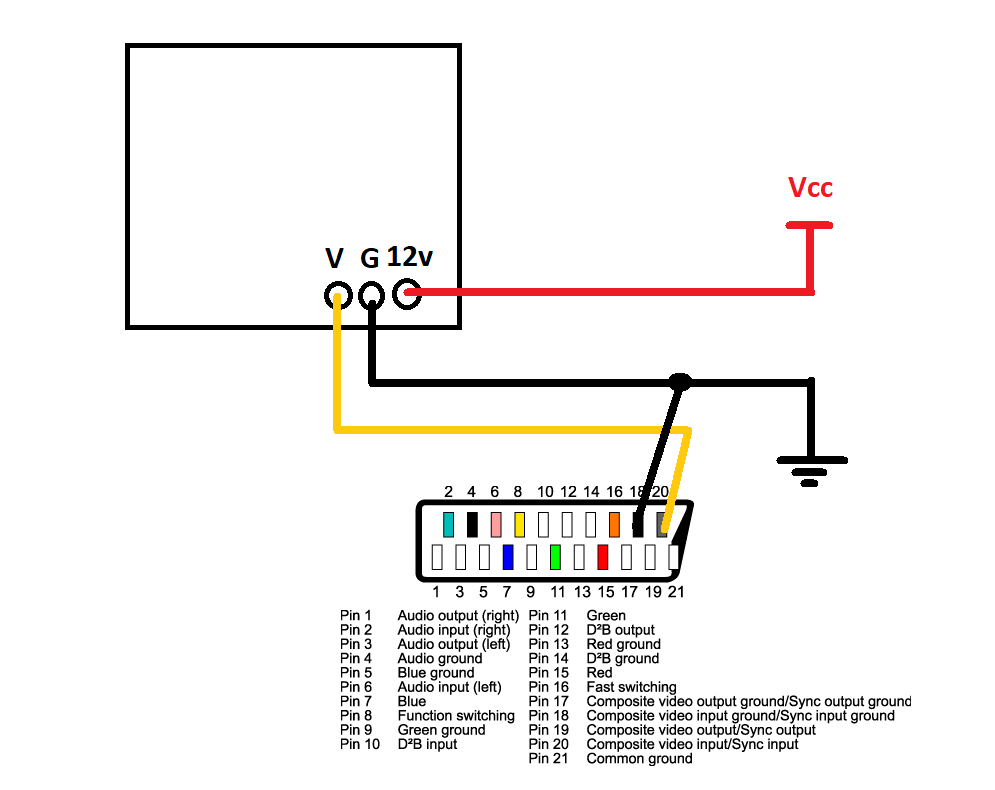 Vcc
V G 12v
2 4 6 8 10 12 14 16 18 20
1 3 5 7 9 11 13 15 17 19 21
Pin 1 Audio output (right) Pin 11 Green
Pin 2 Audio input (right) Pin 12 D²B output
Pin 3 Audio output (left) Pin 13 Red ground
Pin 4 Audio ground Pin 14 D²B ground
Pin 5 Blue ground Pin 15 Red
Pin 6 Audio input (left) Pin 16 Fast switching
Pin 7 Blue Pin 17 Composite video output ground/Sync output ground
Pin 8 Function switching Pin 18 Composite video input ground/Sync input ground
Pin 9 Green ground Pin 19 Composite video output/Sync output
Pin 10 D²B input Pin 20 Composite video input/Sync input
Pin 21 Common ground